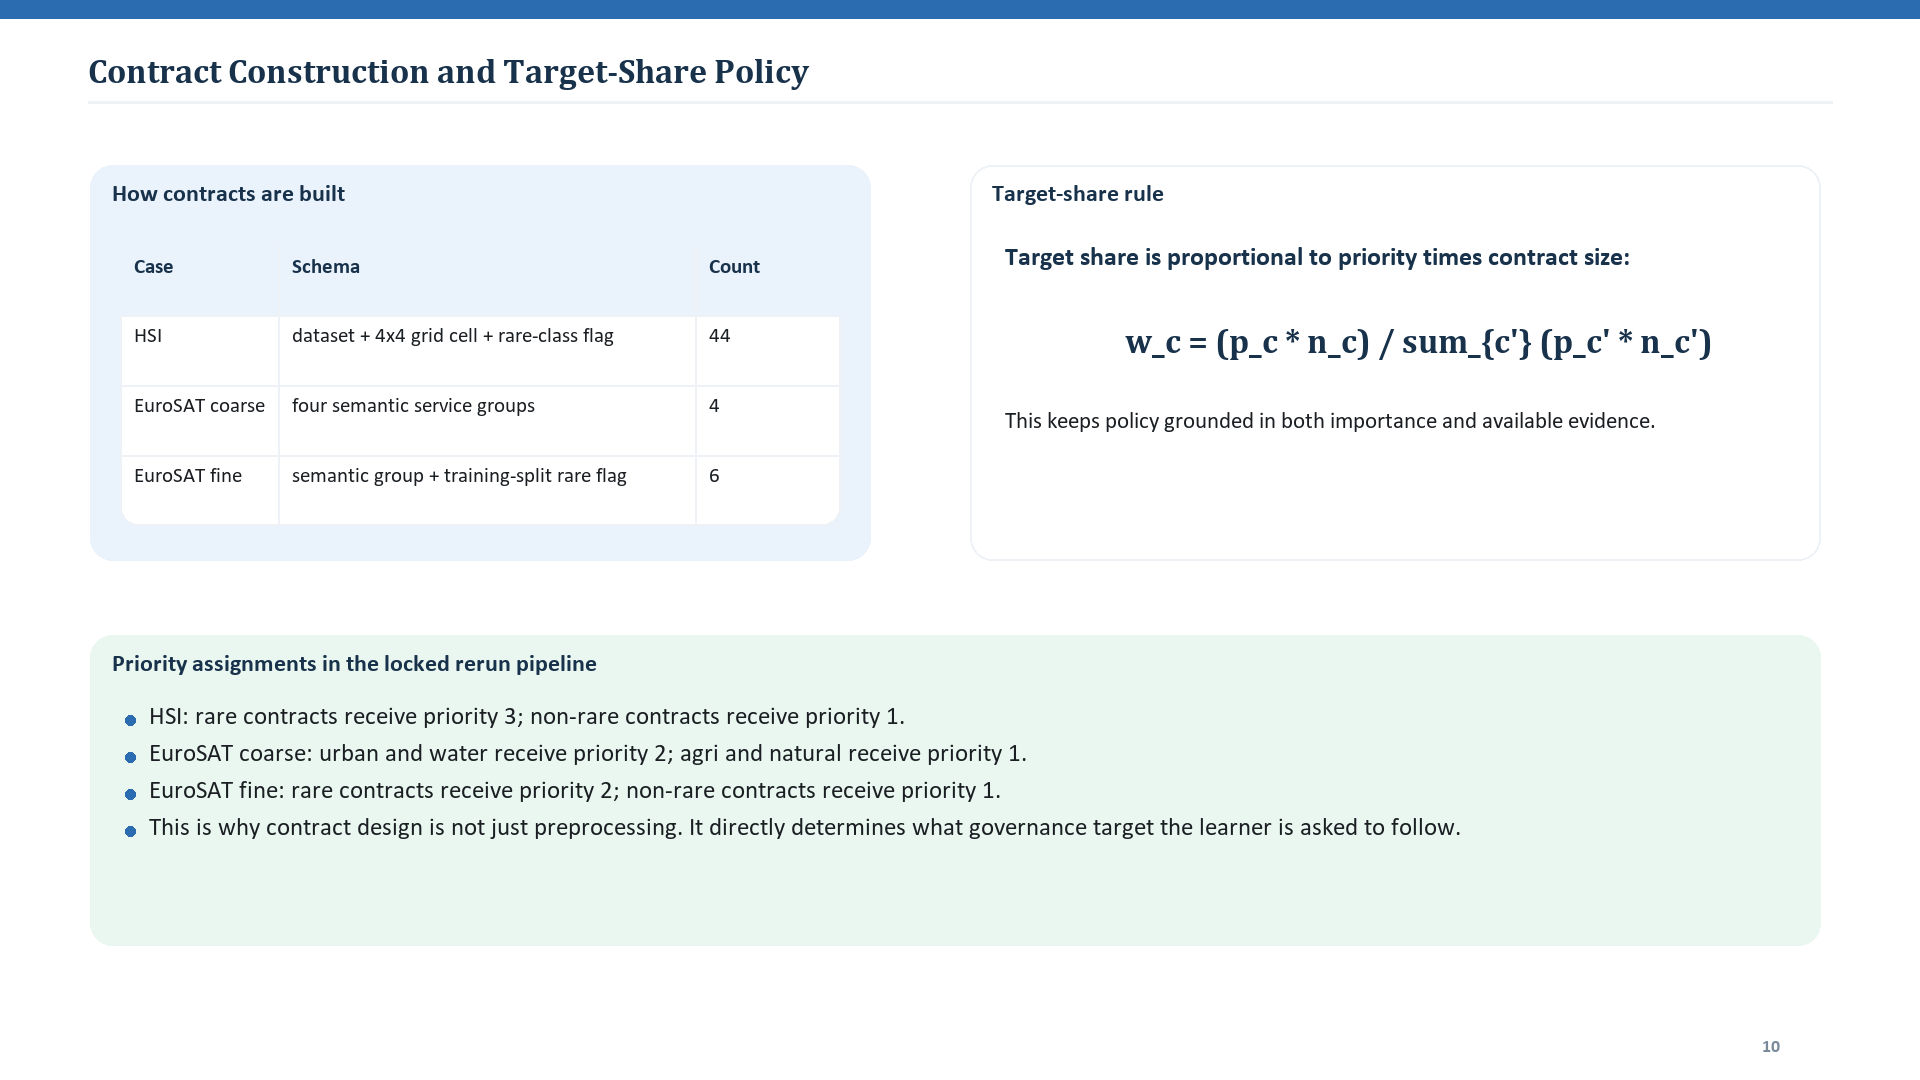 Contract Construction and Target-Share Policy
How contracts are built
Case Schema Count
HSI dataset + 4x4 grid cell + rare-class flag 44
EuroSAT coarse four semantic service groups 4
EuroSAT fine semantic group + training-split rare flag 6
Target-share rule
Target share is proportional to priority times contract size:
w_c = (p_c * n_c) / sum_{c'} (p_c' * n_c')
This keeps policy grounded in both importance and available evidence.
Priority assignments in the locked rerun pipeline
● HSI: rare contracts receive priority 3; non-rare contracts receive priority 1.
● EuroSAT coarse: urban and water receive priority 2; agri and natural receive priority 1.
● EuroSAT fine: rare contracts receive priority 2; non-rare contracts receive priority 1.
● This is why contract design is not just preprocessing. It directly determines what governance target the learner is asked to follow.
10